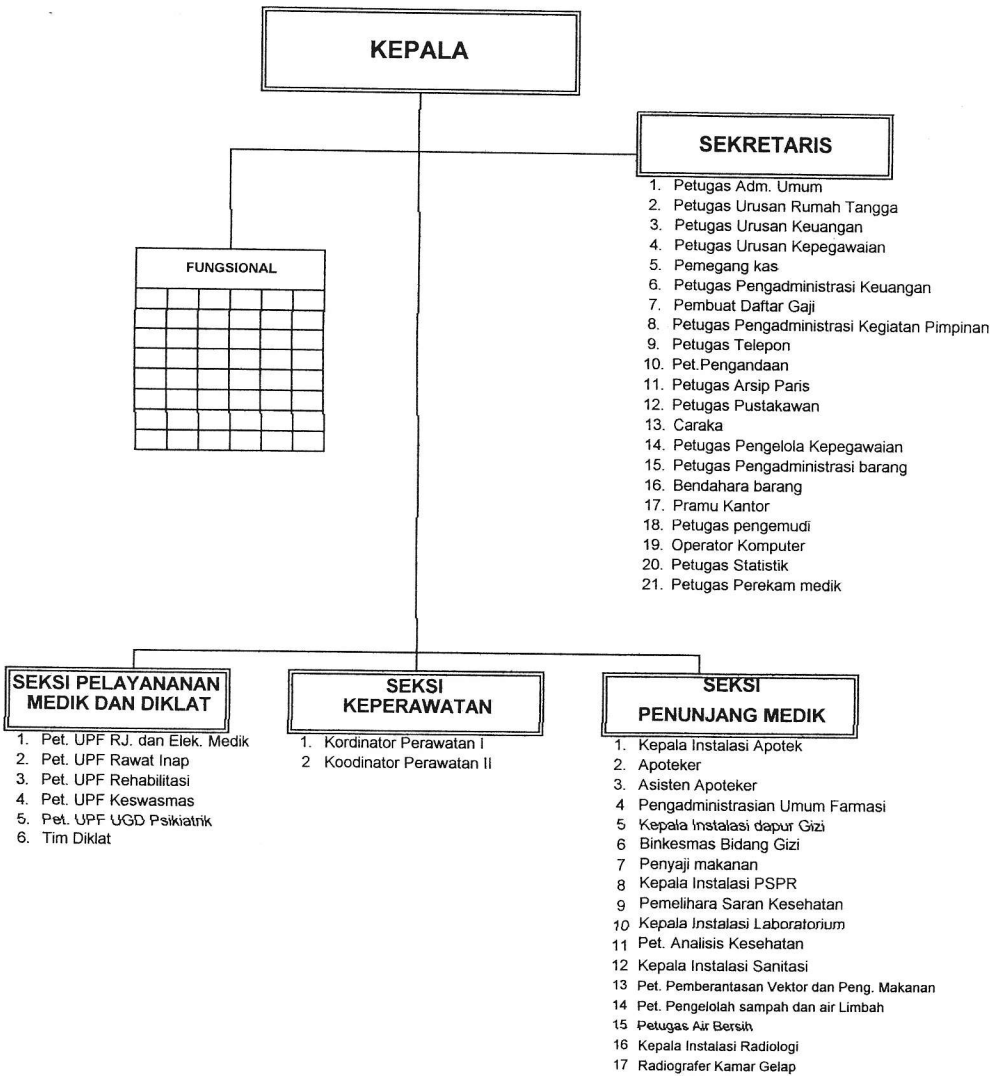 KEPALA
SEKRETARIS
1. Petugas Adm. Umum
2. Petugas Urusan Rumah Tangga
3. Petugas Urusan Keuangan
4. Petugas Urusan Kepegawaian
5. Pemegang kas
6. Petugas Pengadministrasi Keuangan
7. Pembuat Daftar Gaji
8. Petugas Pengadministrasi Kegiatan Pimpinan
9. Petugas Telepon
10. Pet.Pengandaan
11. Petugas Arsip Paris
12. Petugas Pustakawan
13. Caraka
14. Petugas Pengelola Kepegawaian
15. Petugas Pengadministrasi barang
16. Bendahara barang
17. Pramu Kantor
18. Petugas pengemudi
19. Operator Komputer
20. Petugas Statistik
21. Petugas Perekam medik
FUNGSIONAL
SEKSI PELAYANANAN
MEDIK DAN DIKLAT
1. Pet. UPF RJ. dan Elek. Medik
2. Pet. UPF Rawat Inap
3. Pet. UPF Rehabilitasi
4. Pet. UPF Keswasmas
5. Pet. UPF UGD Psikiatrik
6. Tim Diklat
SEKSI
KEPERAWATAN
1. Kordinator Perawatan I
2 Koodinator Perawatan II
SEKSI
PENUNJANG MEDIK
1. Kepala Instalasi Apotek
2. Apoteker
3. Asisten Apoteker
4 Pengadministrasian Umum Farmasi
5 Kepala Instalasi dapur Gizi
6 Binkesmas Bidang Gizi
7 Penyaji makanan
8 Kepala Instalasi PSPR
9 Pemelihara Saran Kesehatan
10 Kepala Instalasi Laboratorium
11 Pet. Analisis Kesehatan
12 Kepala Instalasi Sanitasi
13 Pet. Pemberantasan Vektor dan Peng. Makanan
14 Pet. Pengelolah sampah dan air Limbah
15 Petugas Air Bersih
16 Kepala Instalasi Radiologi
17 Radiografer Kamar Gelap